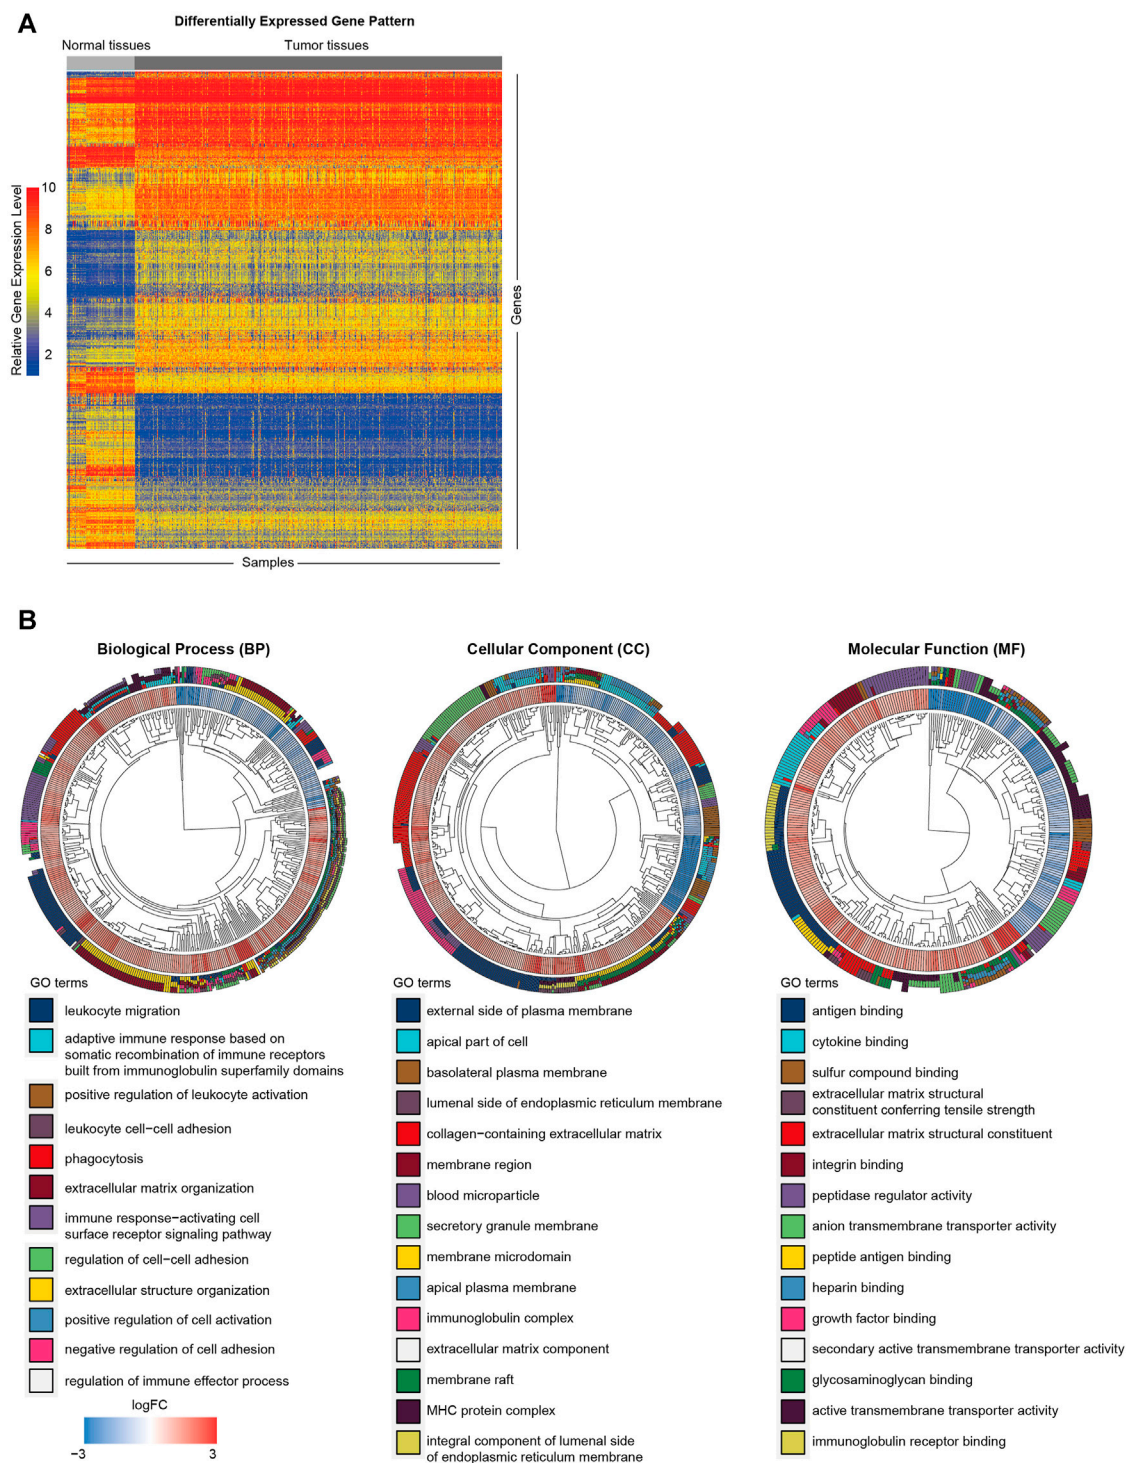 A
Differentially Expressed Gene Pattern
Normal tissues
Tumor tissues
Relative Gene Expression Level
10
8
6
4
2
Genes
Samples
B
Biological Process (BP)
Cellular Component (CC)
Molecular Function (MF)
GO terms
leukocyte migration
adaptive immune response based on
somatic recombination of immune receptors
built from immunoglobulin superfamily domains
positive regulation of leukocyte activation
leukocyte cell−cell adhesion
phagocytosis
extracellular matrix organization
immune response−activating cell
surface receptor signaling pathway
regulation of cell−cell adhesion
extracellular structure organization
positive regulation of cell activation
negative regulation of cell adhesion
regulation of immune effector process
logFC
−3
3
GO terms
external side of plasma membrane
apical part of cell
basolateral plasma membrane
lumenal side of endoplasmic reticulum membrane
collagen−containing extracellular matrix
membrane region
blood microparticle
secretory granule membrane
membrane microdomain
apical plasma membrane
immunoglobulin complex
extracellular matrix component
membrane raft
MHC protein complex
integral component of lumenal side
of endoplasmic reticulum membrane
GO terms
antigen binding
cytokine binding
sulfur compound binding
extracellular matrix structural
constituent conferring tensile strength
extracellular matrix structural constituent
integrin binding
peptidase regulator activity
anion transmembrane transporter activity
peptide antigen binding
heparin binding
growth factor binding
secondary active transmembrane transporter activity
glycosaminoglycan binding
active transmembrane transporter activity
immunoglobulin receptor binding